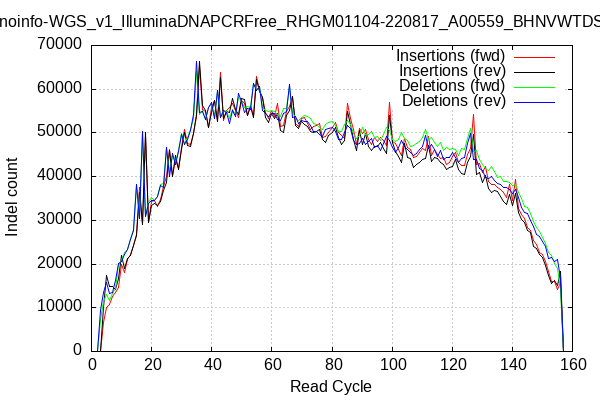 noinfo-WGS_v1_IlluminaDNAPCRFree_RHGM01104-220817_A00559_BHNVWTDS
Insertions (fwd)
Insertions (rev)
Deletions (fwd)
Deletions (rev)
70000
60000
50000
40000
30000
20000
10000
0
Indel count
0 20 40 60 80 100 120 140 160
Read Cycle